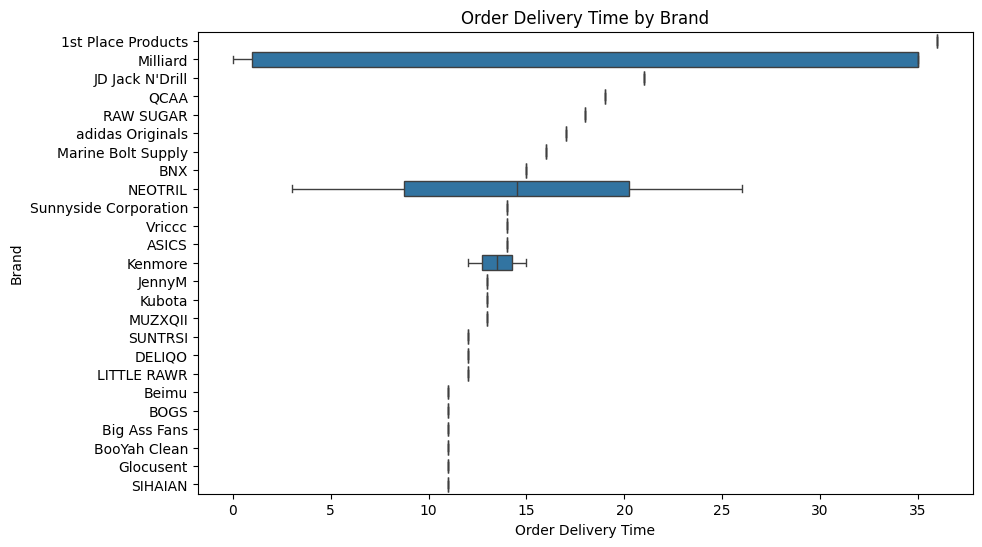 Order Delivery Time by Brand
1st Place Products
Milliard
JD Jack N'Drill
QCAA
RAW SUGAR
adidas Originals
Marine Bolt Supply
BNX
NEOTRIL
Sunnyside Corporation
Vriccc
ASICS
Kenmore
JennyM
Kubota
MUZXQII
SUNTRSI
DELIQO
LITTLE RAWR
Beimu
BOGS
Big Ass Fans
BooYah Clean
Glocusent
SIHAIAN
Brand
0 5 10 15 20 25 30 35
Order Delivery Time